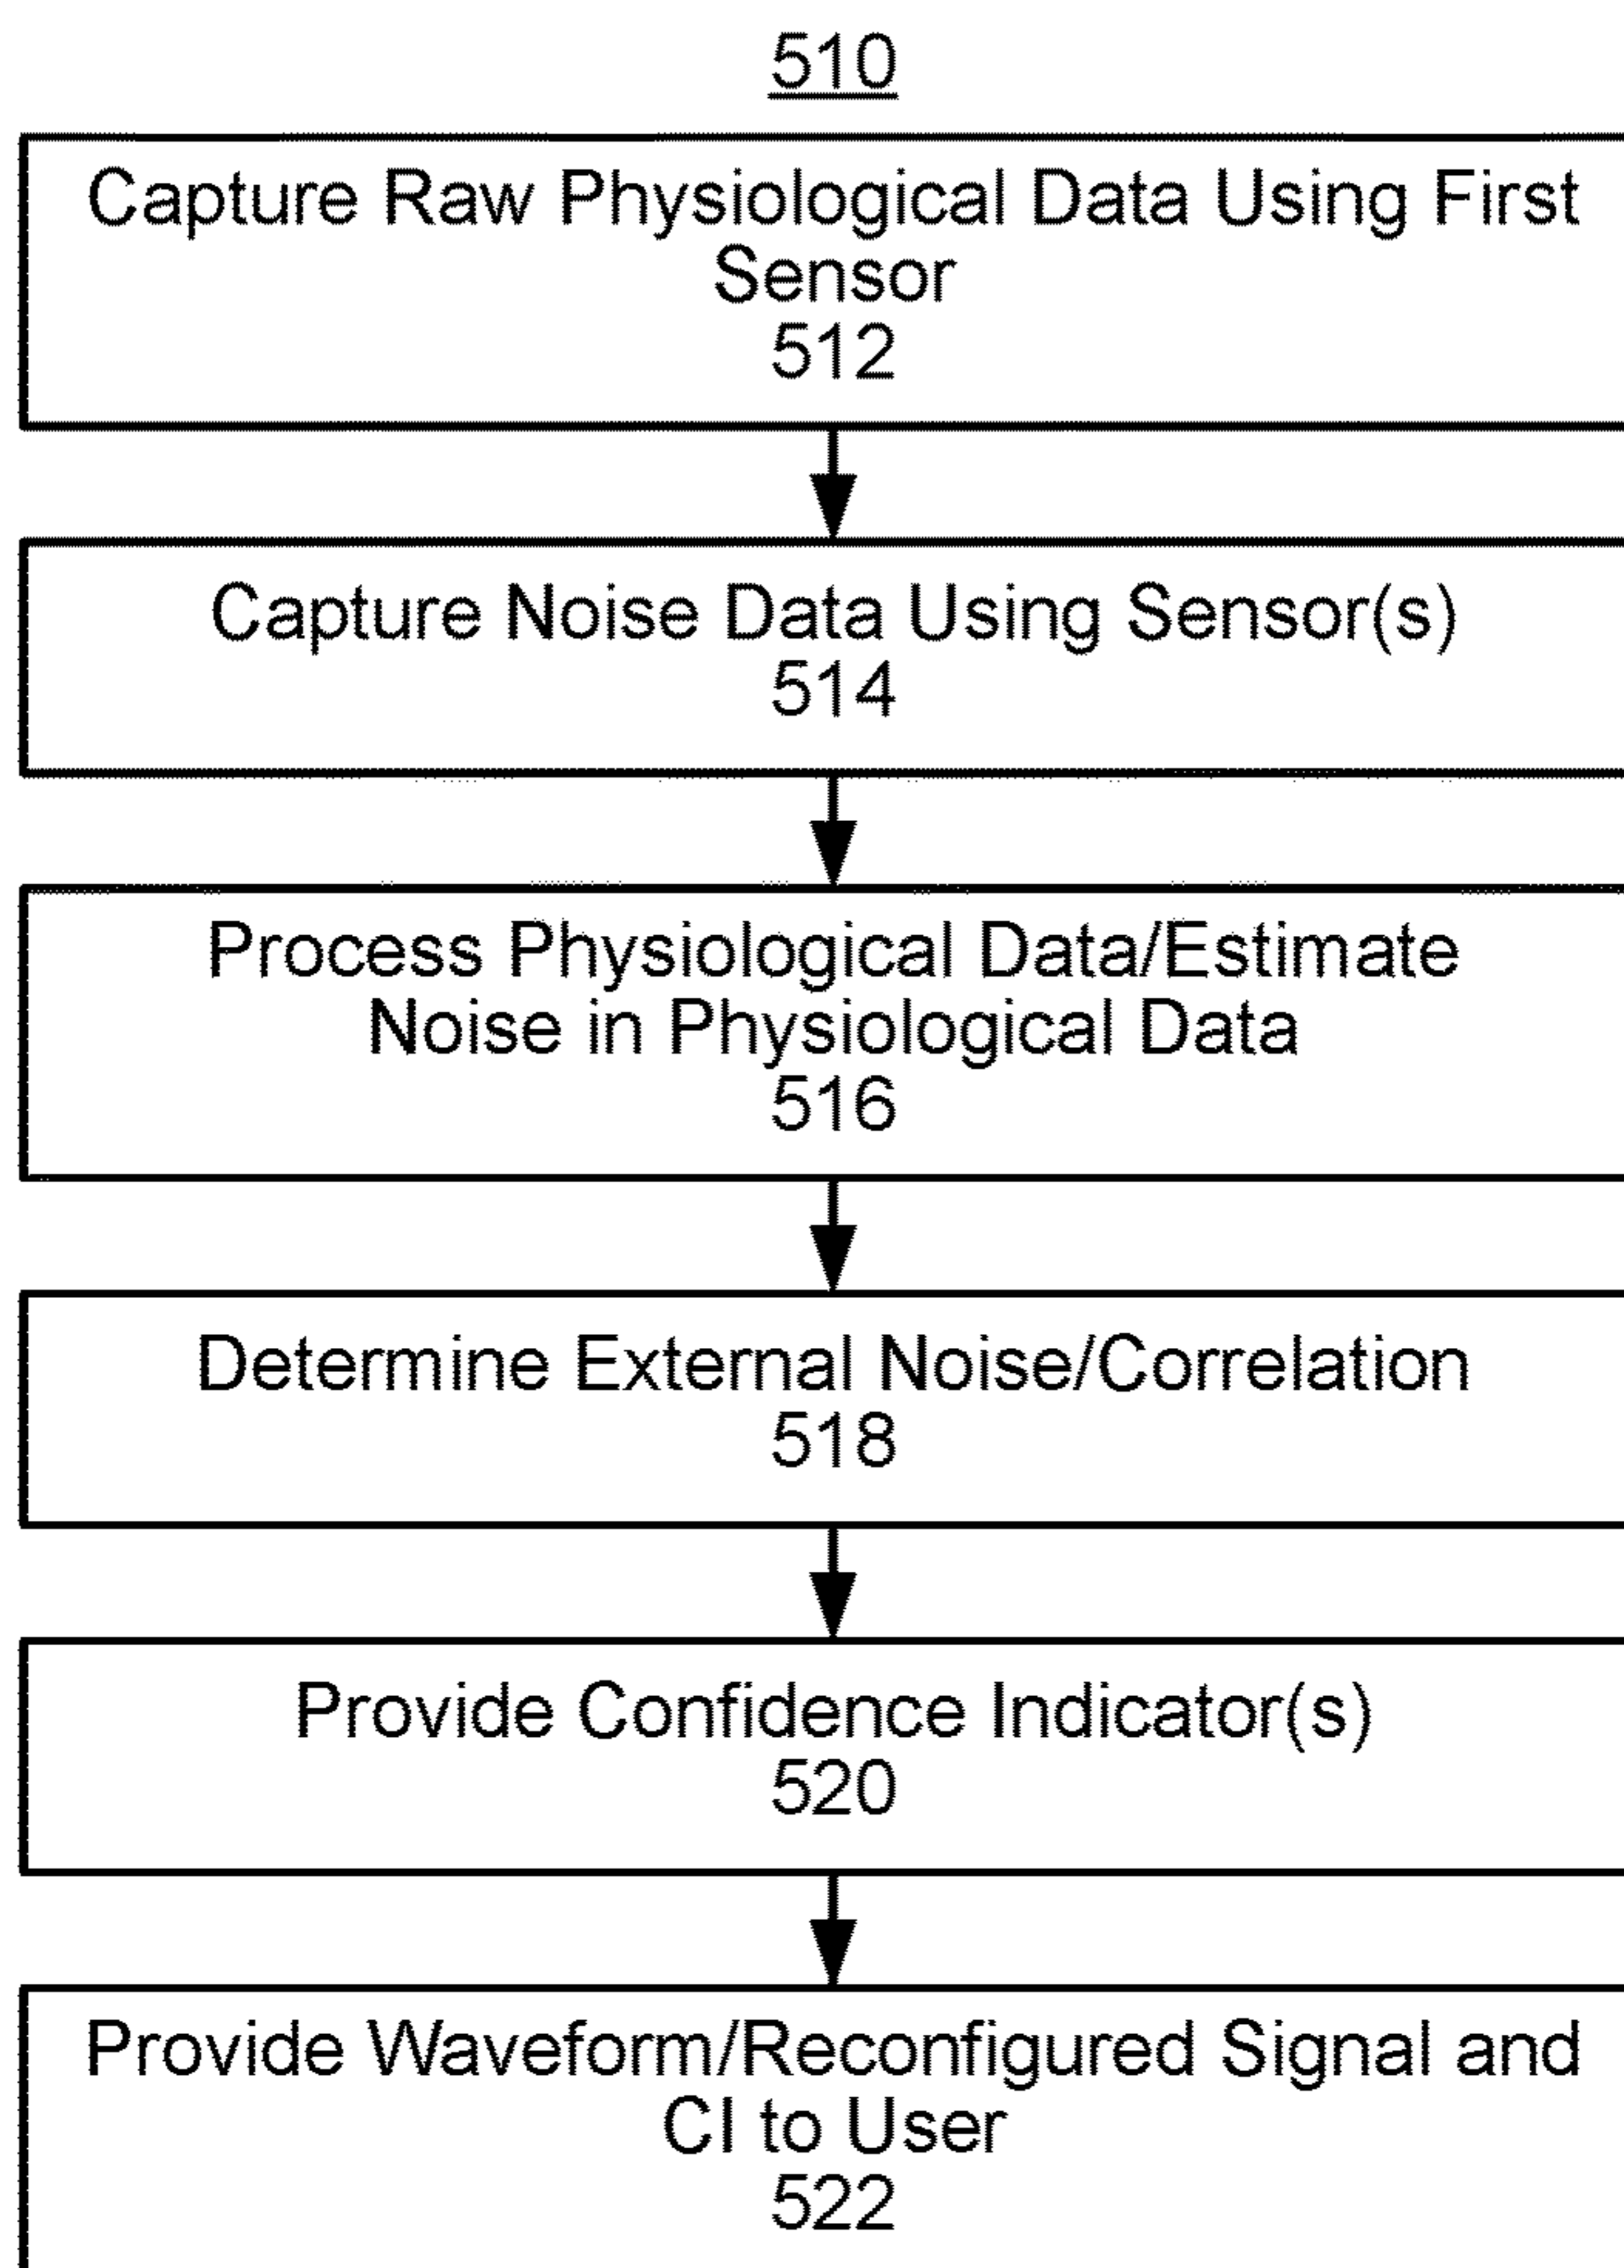 510
Capture Raw Physiological Data Using First
Sensor
512
Capture Noise Data Using Sensor(s)
514
Process Physiological Data/Estimate
Noise in Physiological Data
516
Determine External Noise/Correlation
518
Provide Confidence Indicator(s)
520
Provide Waveform/Reconfigured Signal and
CI to User
522